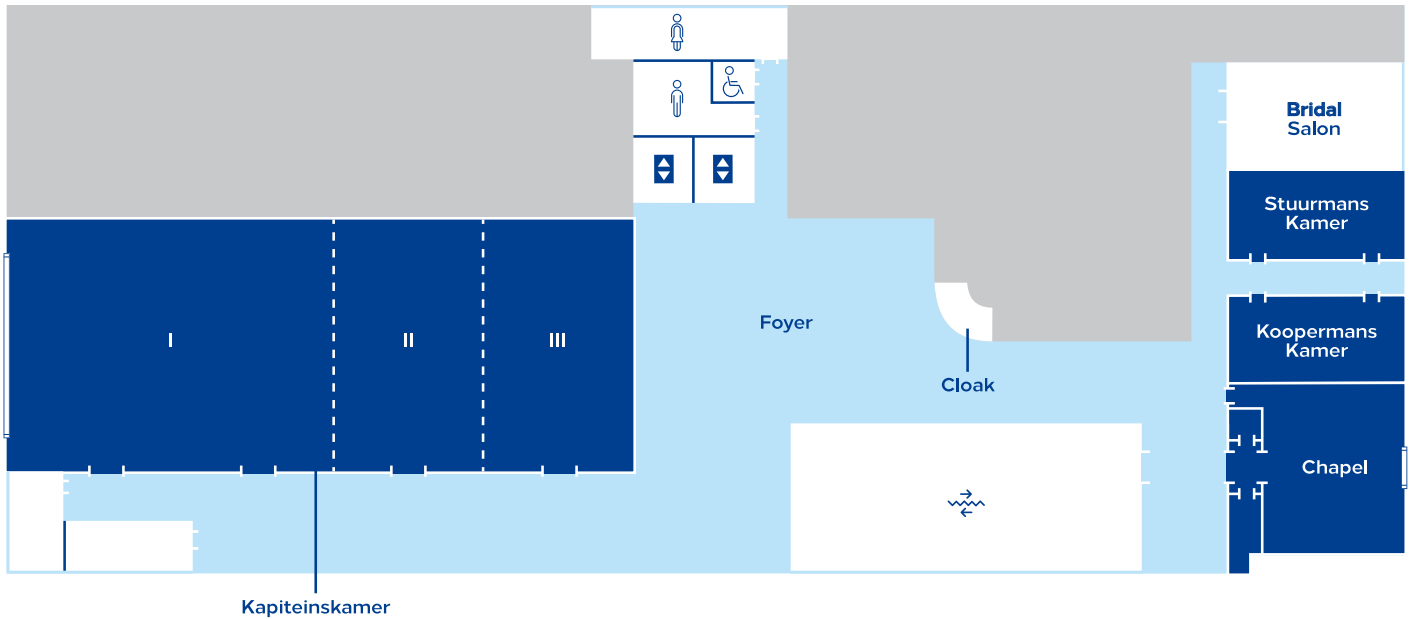 Bridal
Salon
Stuurmans
Kamer
I
II
III
Foyer
Koopermans
Kamer
Cloak
Chapel
Kapiteinskamer